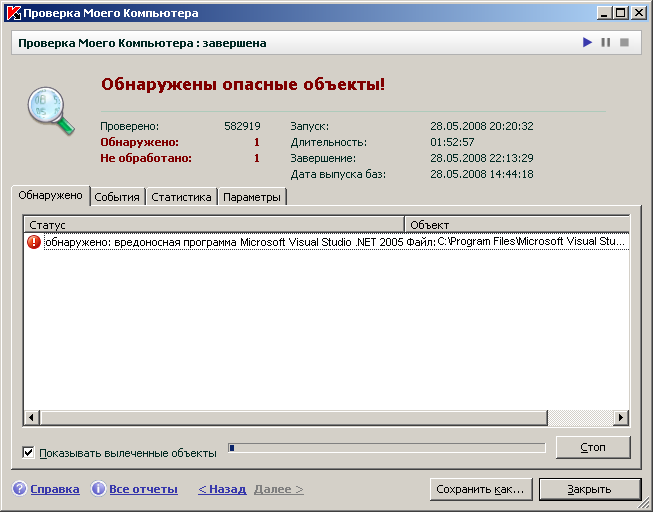 Проверка Моего Компьютера
Проверка Моего Компьютера : завершена
Обнаружены опасные объекты!
Проверено: 582919 Запуск: 28.05.2008 20:20:32
Обнаружено: 1 Длительность: 01:52:57
Не обработано: 1 Завершение: 28.05.2008 22:13:29
Дата выпуска баз: 28.05.2008 14:44:18
Обнаружено События Статистика Параметры
Статус Объект
обнаружено: вредоносная программа Microsoft Visual Studio .NET 2005 Файл: C:\Program Files\Microsoft Visual Stu...
Показывать вылеченные объекты Стоп
Справка Все отчеты < Назад Далее > Сохранить как... Закрыть